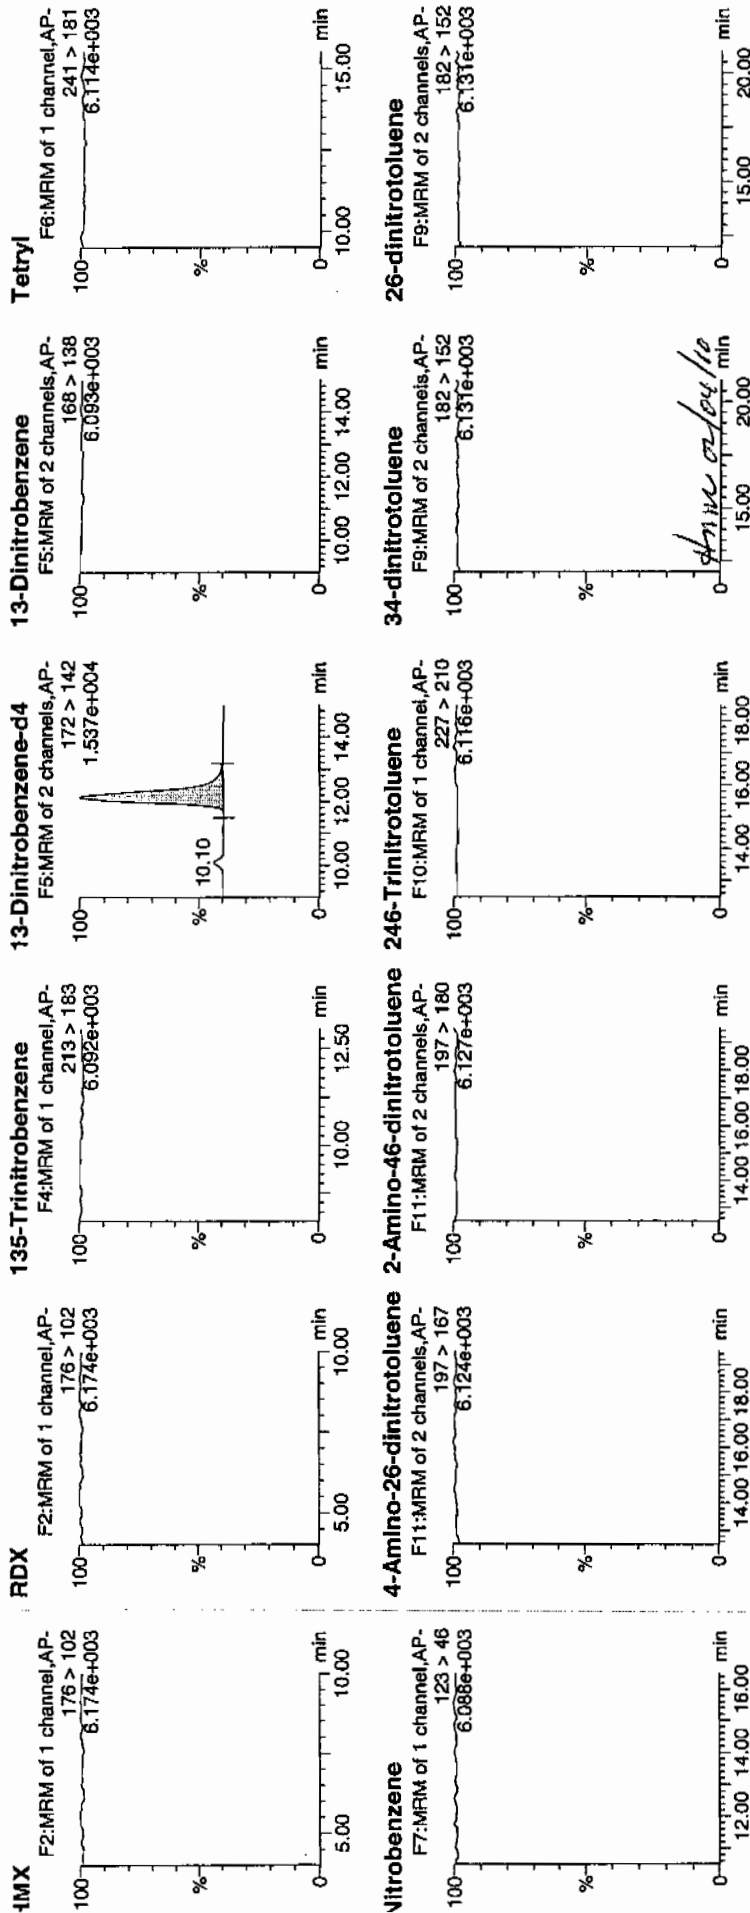 HMX
F2:MRM of 1 channel,AP-
176 > 102
6.174e+003
100
%
0
5.00 10.00
min
RDX
F2:MRM of 1 channel,AP-
176 > 102
6.174e+003
100
%
0
5.00 10.00
min
135-Trinitrobenzene
F4:MRM of 1 channel,AP-
213 > 183
6.092e+003
100
%
0
10.00 12.50
min
13-Dinitrobenzene-d4
F5:MRM of 2 channels,AP-
172 > 142
1.537e+004
100
%
10.10
0
10.00 12.00 14.00
min
13-Dinitrobenzene
F5:MRM of 2 channels,AP-
168 > 138
6.093e+003
100
%
0
10.00 12.00 14.00
min
Tetryl
F6:MRM of 1 channel,AP-
241 > 181
6.114e+003
100
%
0
10.00 15.00
min
Nitrobenzene
F7:MRM of 1 channel,AP-
123 > 46
6.088e+003
100
%
0
12.00 14.00 16.00
min
4-Amino-26-dinitrotoluene
F11:MRM of 2 channels,AP-
197 > 167
6.124e+003
100
%
0
14.00 16.00 18.00
min
2-Amino-46-dinitrotoluene
F11:MRM of 2 channels,AP-
197 > 180
6.127e+003
100
%
0
14.00 16.00 18.00
min
246-Trinitrotoluene
F10:MRM of 1 channel,AP-
227 > 210
6.116e+003
100
%
0
14.00 16.00 18.00
min
34-dinitrotoluene
F9:MRM of 2 channels,AP-
182 > 152
6.131e+003
100
%
0
15.00 20.00
min
02/04/10
26-dinitrotoluene
F9:MRM of 2 channels,AP-
182 > 152
6.131e+003
100
%
0
15.00 20.00
min